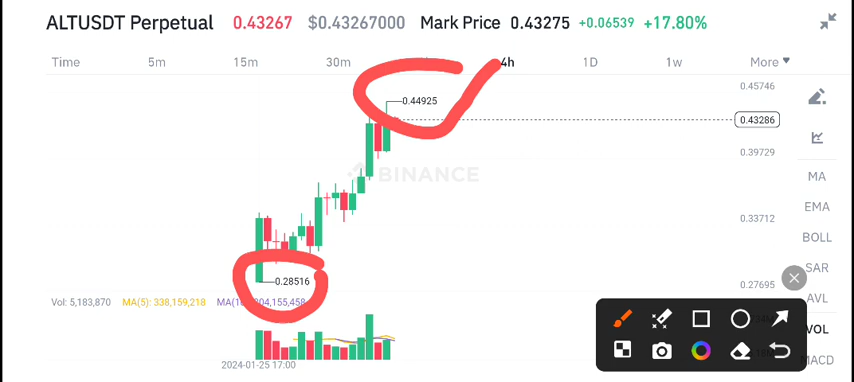 ALTUSDT Perpetual 0.43267 $0.43267000 Mark Price 0.43275 +0.06539 +17.80%
Time 5m 15m 30m 4h 1D 1w More
0.45746
0.44925
0.43286
0.39729
BINANCE
MA
EMA
0.33712
BOLL
SAR
0.28516
0.27695
AVL
Vol: 5,183,870 MA(5): 338,159,218
VOL
MACD
2024-01-25 17:00